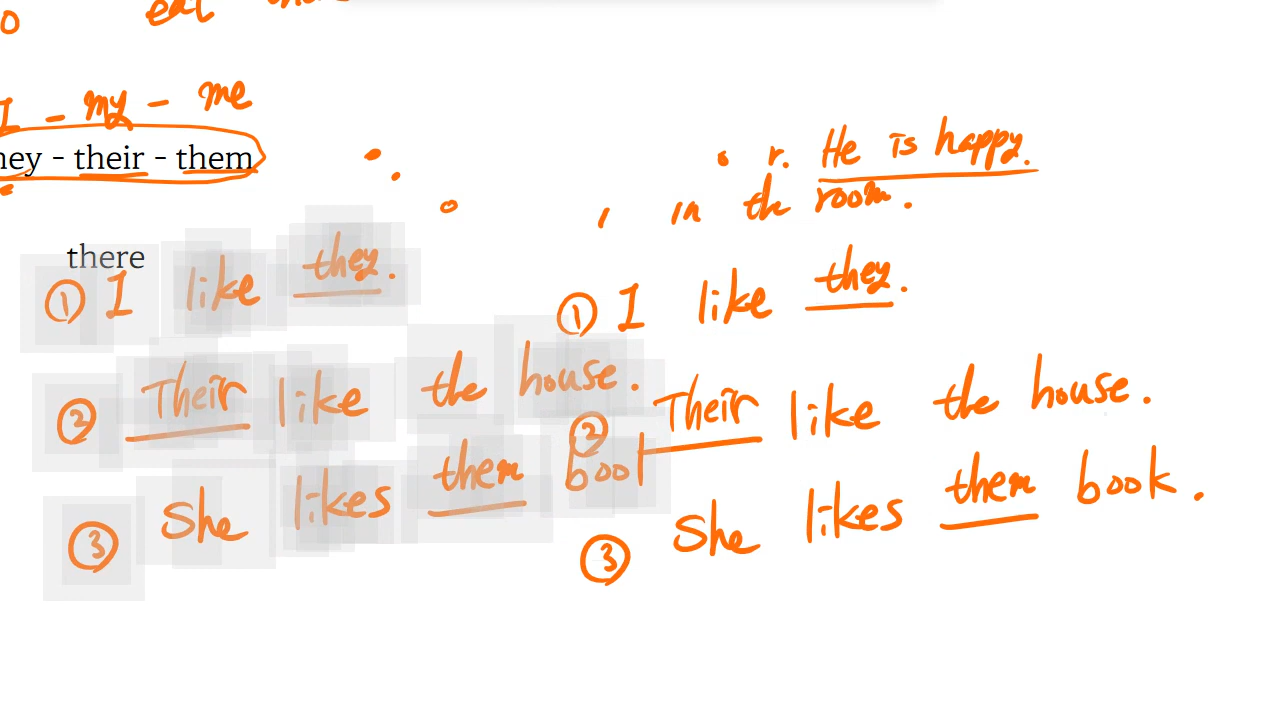 eat
I - my - me
hey - their - them
r. He is happy.
in the room.
there
① I like they.
② Their like the house.
③ She likes them book
① I like they.
② Their like the house.
③ She likes them book.